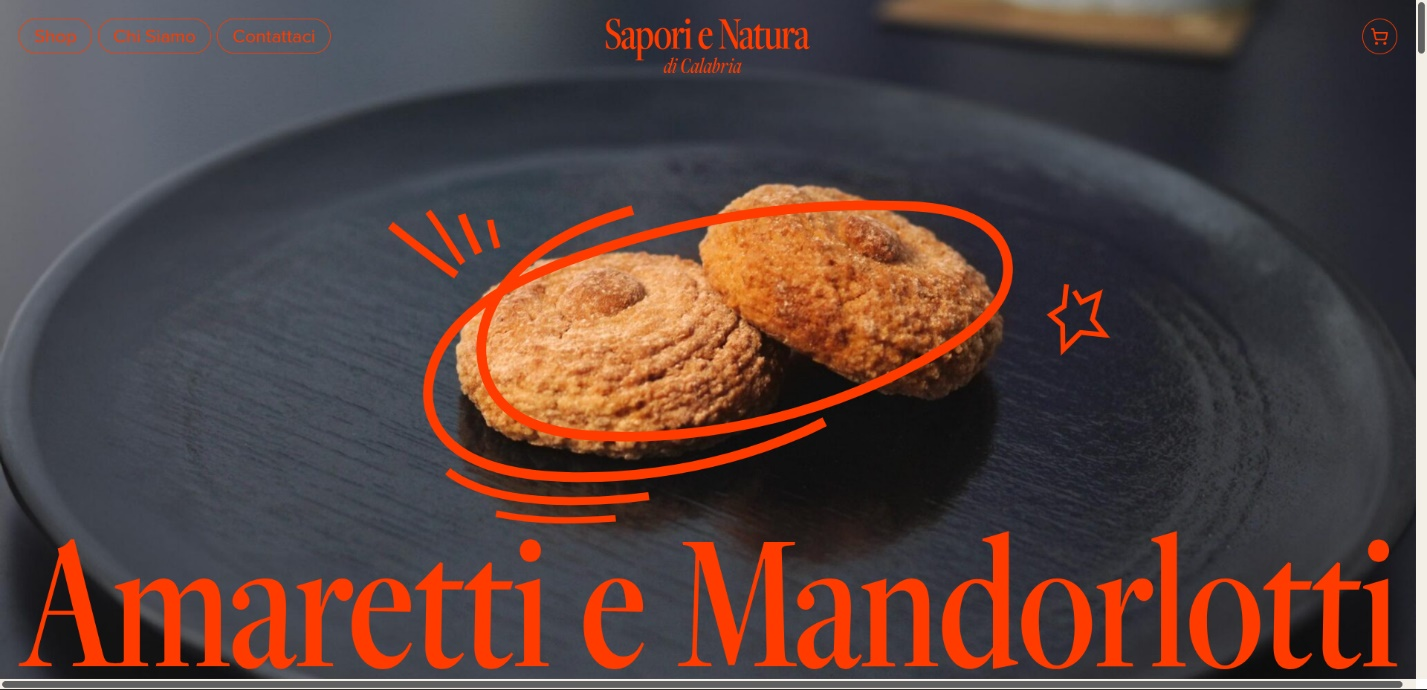 Shop
Chi Siamo
Contattaci
Sapori e Natura
di Calabria
Amaretti e Mandorlotti